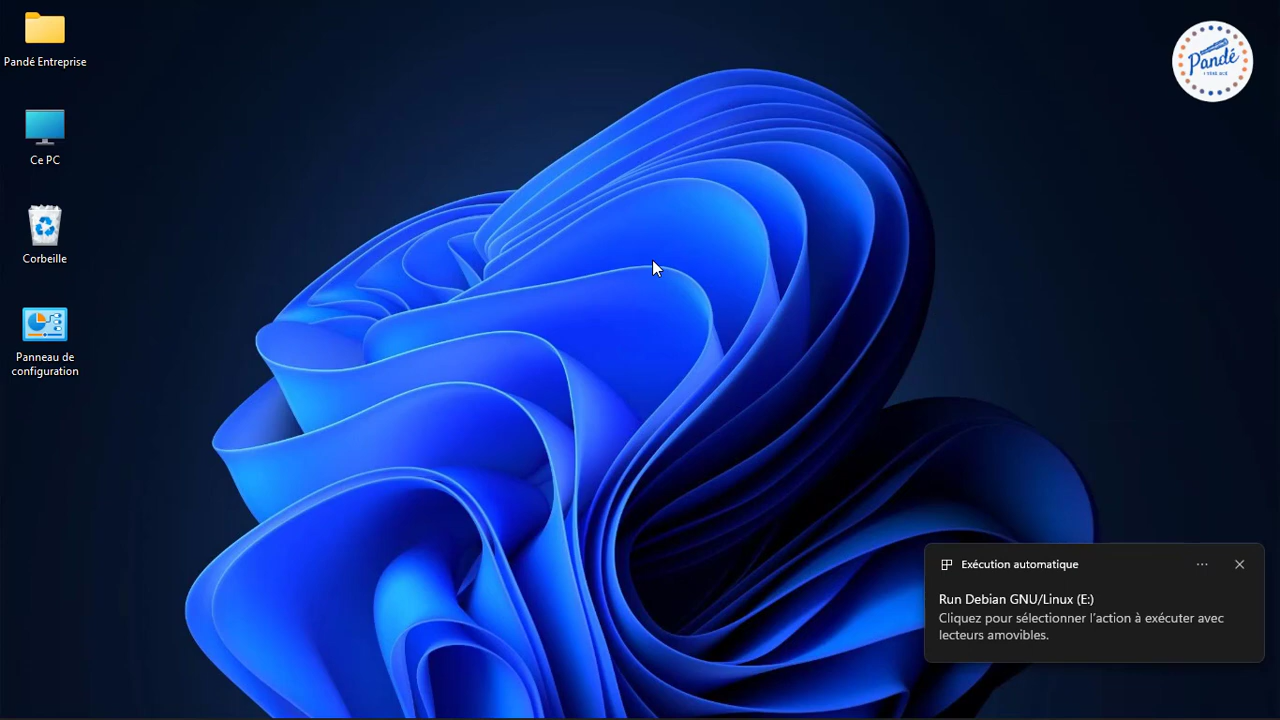 Pandé Entreprise
Ce PC
Corbeille
Panneau de
configuration
Pandé
Exécution automatique
Run Debian GNU/Linux (E:)
Cliquez pour sélectionner l'action à exécuter avec
lecteurs amovibles.